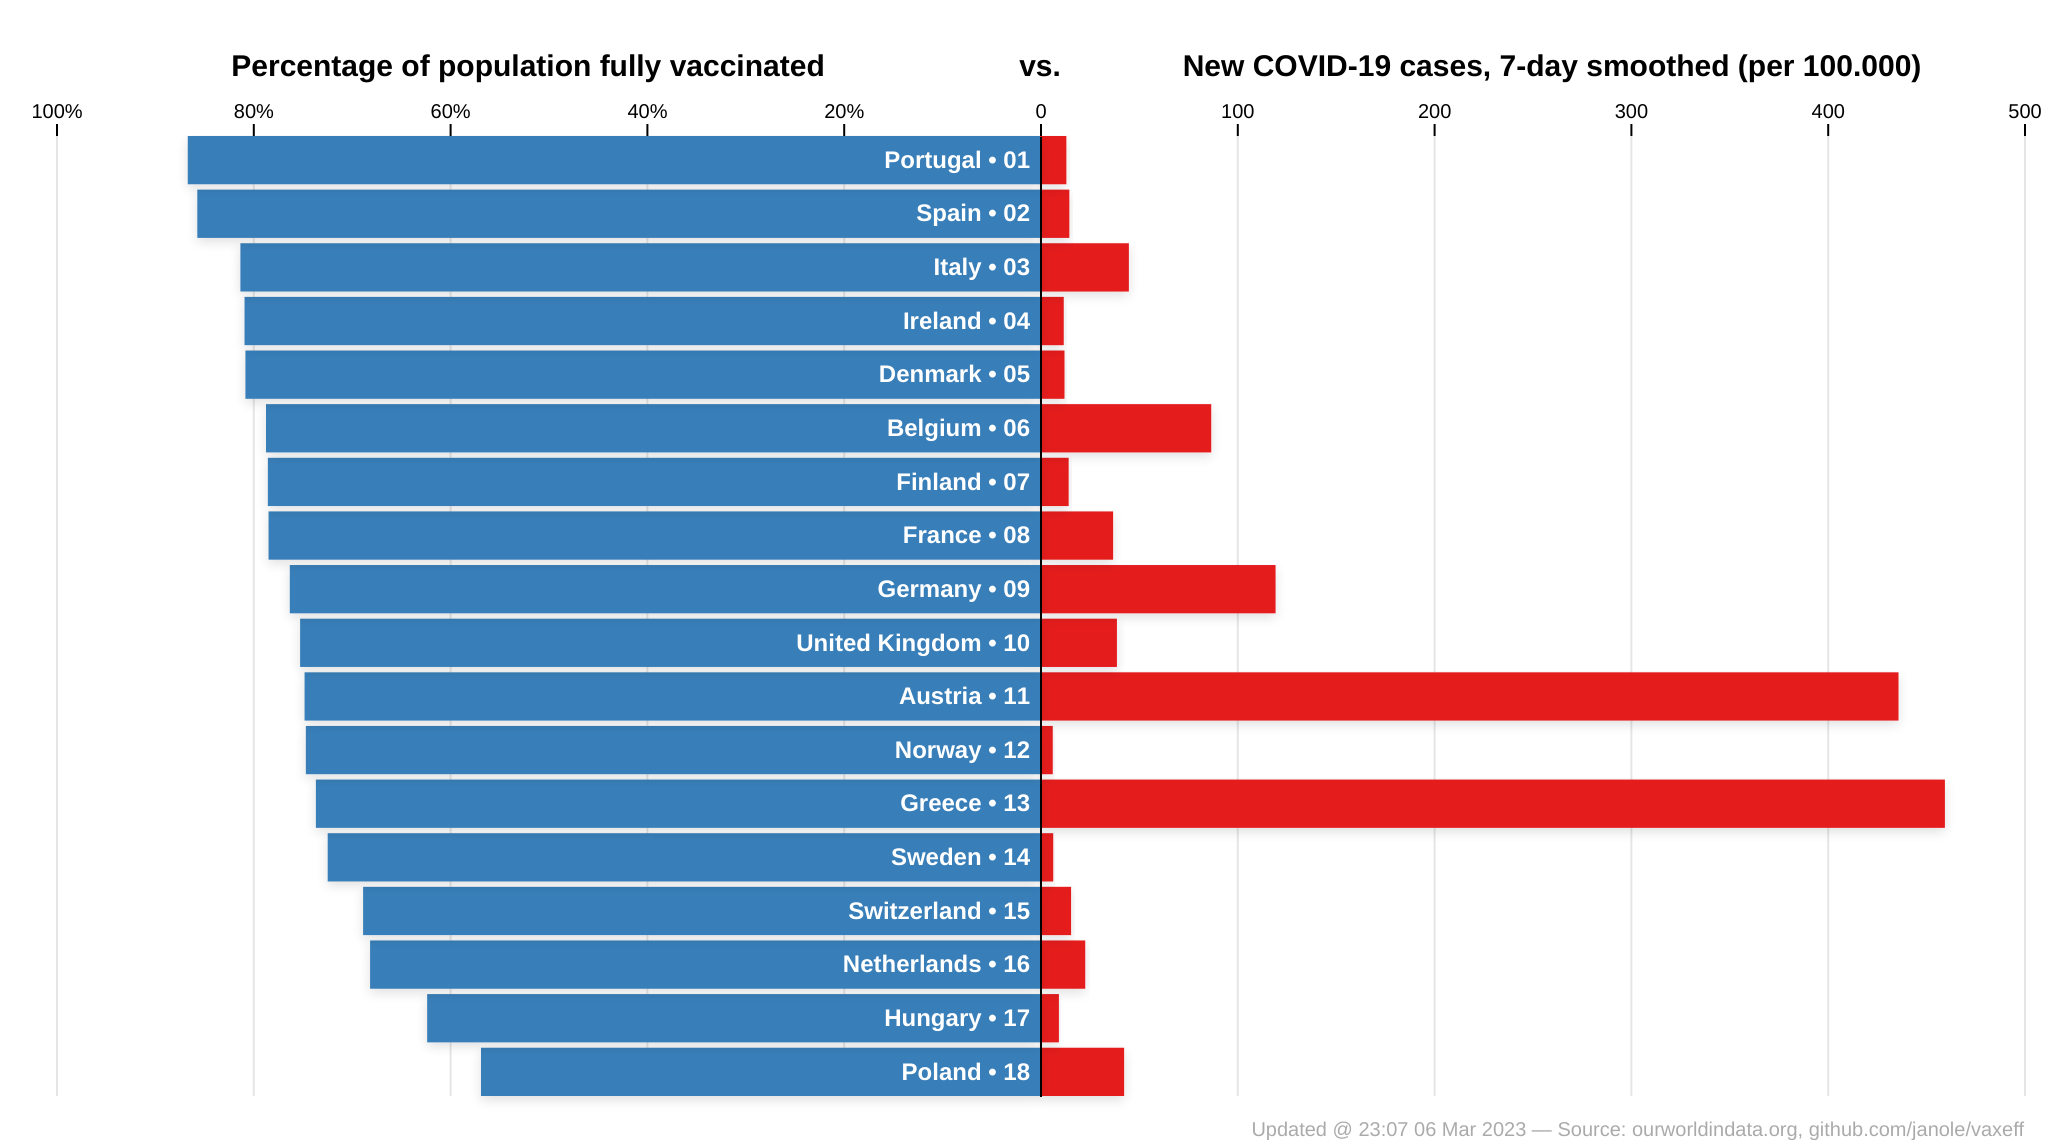 Percentage of population fully vaccinated vs. New COVID-19 cases, 7-day smoothed (per 100.000)
100% 80% 60% 40% 20% 0 100 200 300 400 500
Portugal • 01
Spain • 02
Italy • 03
Ireland • 04
Denmark • 05
Belgium • 06
Finland • 07
France • 08
Germany • 09
United Kingdom • 10
Austria • 11
Norway • 12
Greece • 13
Sweden • 14
Switzerland • 15
Netherlands • 16
Hungary • 17
Poland • 18
Updated @ 23:07 06 Mar 2023 — Source: ourworldindata.org, github.com/janole/vaxeff